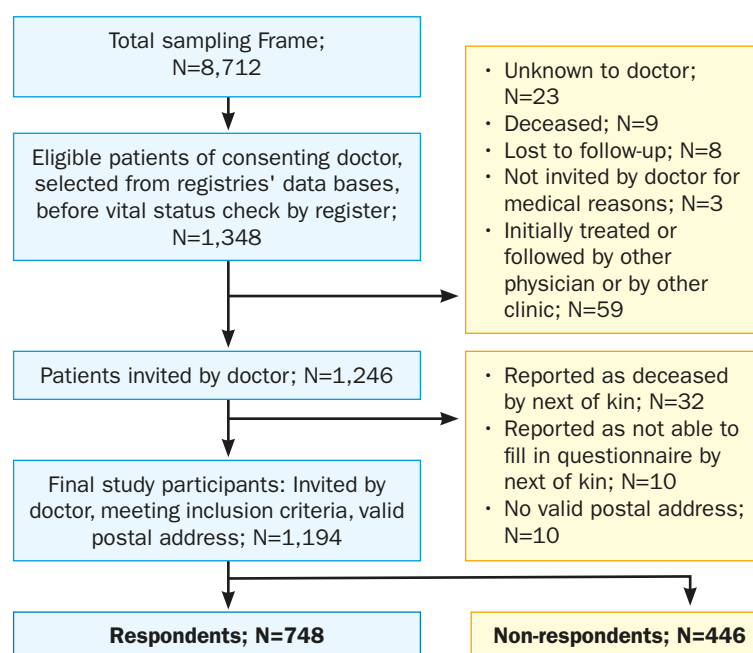 Total sampling Frame;
N=8,712
Eligible patients of consenting doctor,
selected from registries' data bases,
before vital status check by register;
N=1,348
· Unknown to doctor;
N=23
· Deceased; N=9
· Lost to follow-up; N=8
· Not invited by doctor for
medical reasons; N=3
· Initially treated or
followed by other
physician or by other
clinic; N=59
Patients invited by doctor; N=1,246
· Reported as deceased
by next of kin; N=32
· Reported as not able to
fill in questionnaire by
next of kin; N=10
· No valid postal address;
N=10
Final study participants: Invited by
doctor, meeting inclusion criteria, valid
postal address; N=1,194
Respondents; N=748
Non-respondents; N=446